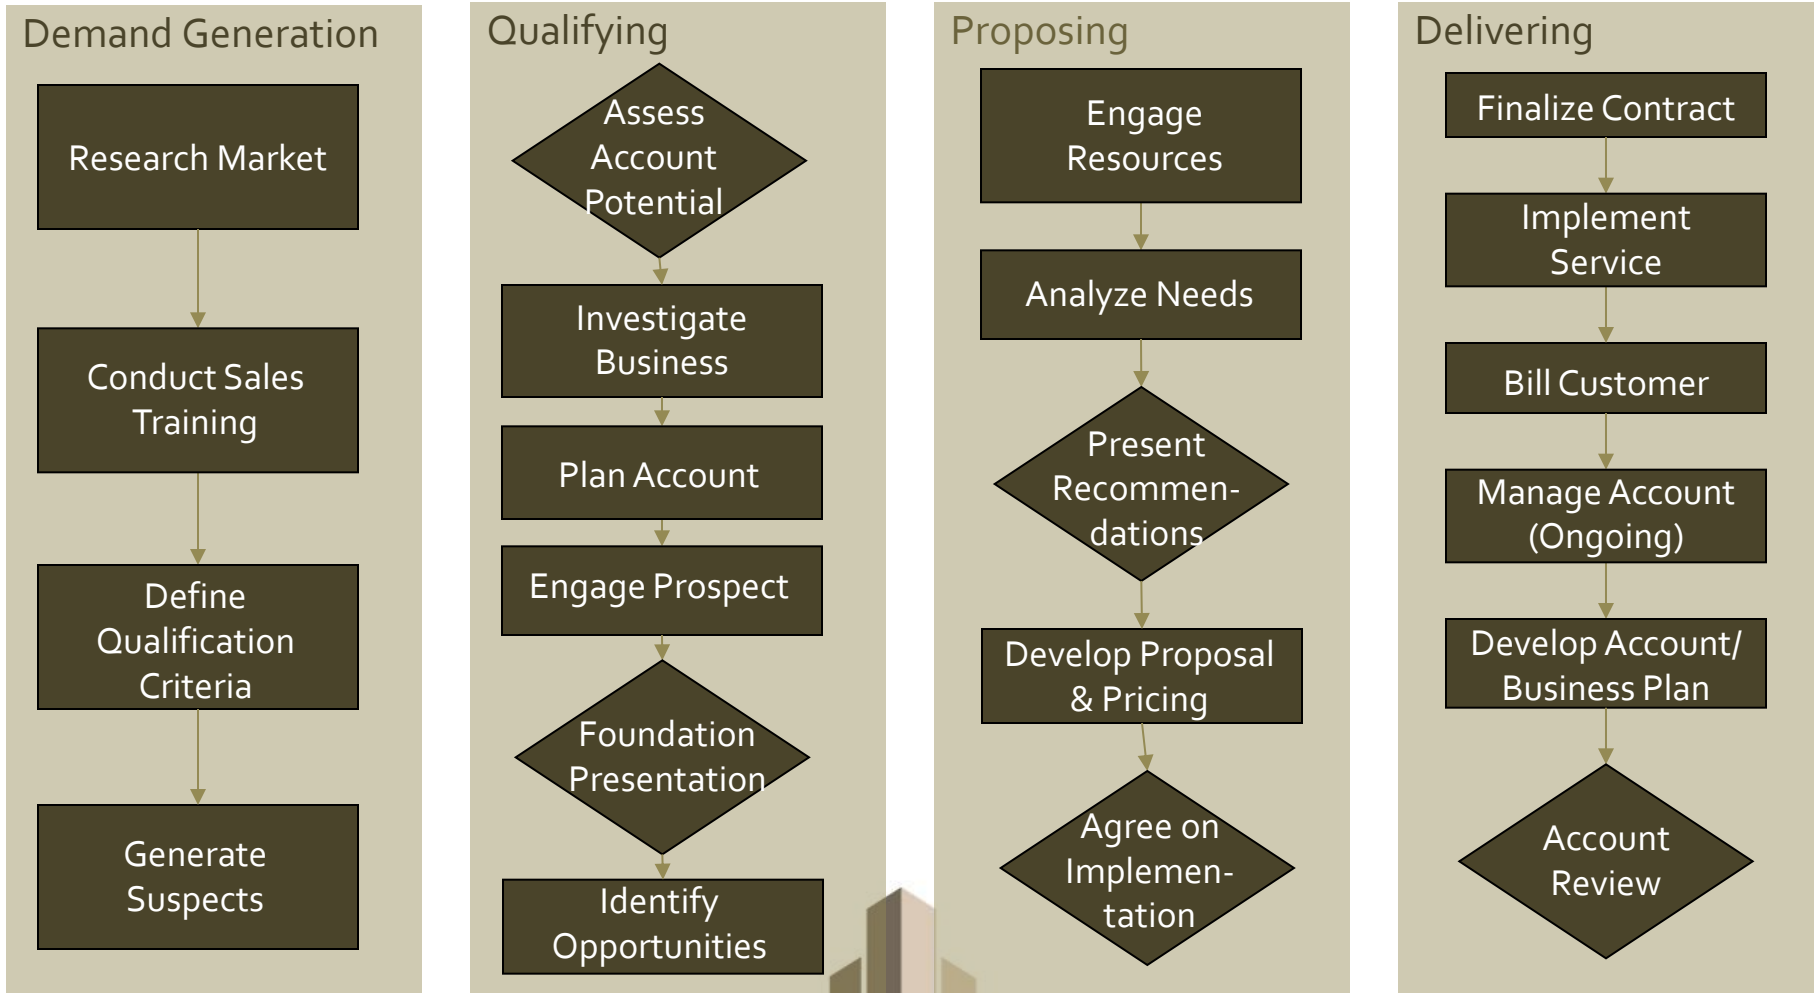 Demand Generation
Research Market
Conduct Sales
Training
Define
Qualification
Criteria
Generate
Suspects
Qualifying
Assess
Account
Potential
Investigate
Business
Plan Account
Engage Prospect
Foundation
Presentation
Identify
Opportunities
Proposing
Engage
Resources
Analyze Needs
Present
Recommen-
dations
Develop Proposal
& Pricing
Agree on
Implemen-
tation
Delivering
Finalize Contract
Implement
Service
Bill Customer
Manage Account
(Ongoing)
Develop Account/
Business Plan
Account
Review